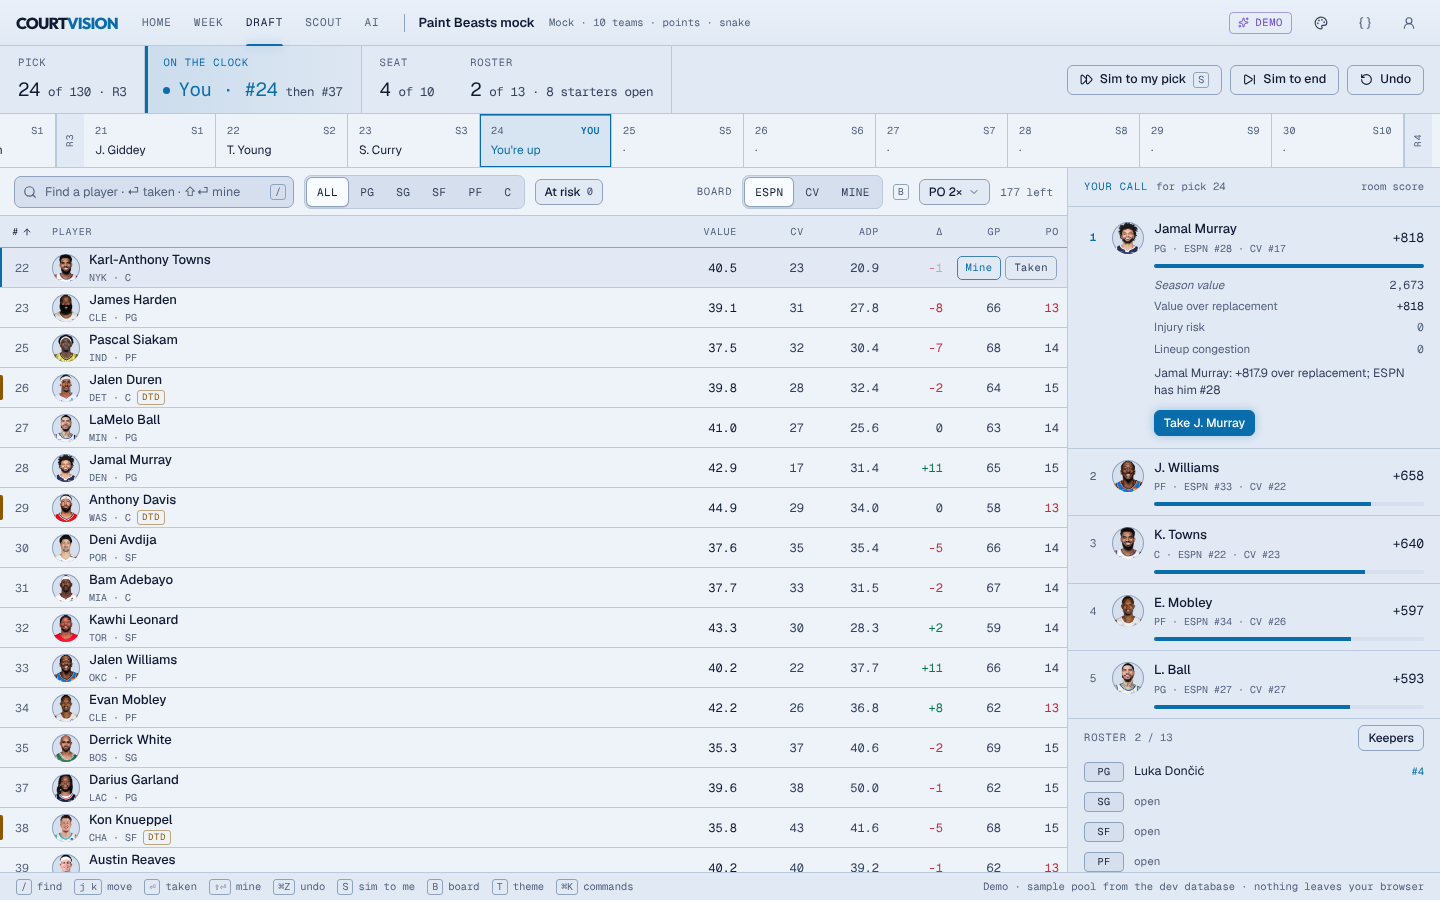 COURTVISION HOME WEEK DRAFT SCOUT AI Paint Beasts mock Mock · 10 teams · points · snake DEMO { }
PICK ON THE CLOCK SEAT ROSTER
24 of 130 · R3 You · #24 then #37 4 of 10 2 of 13 · 8 starters open Sim to my pick S Sim to end Undo
S1 R3 21 S1 22 S2 23 S3 24 YOU 25 S5 26 S6 27 S7 28 S8 29 S9 30 S10 R4
J. Giddey T. Young S. Curry You're up · · · · · ·
Find a player · ⏎ taken · ⇧⏎ mine / ALL PG SG SF PF C At risk 0 BOARD ESPN CV MINE B PO 2× 177 left
# ↑ PLAYER VALUE CV ADP Δ GP PO
22 Karl-Anthony Towns 40.5 23 20.9 -1 Mine Taken
NYK · C
23 James Harden 39.1 31 27.8 -8 66 13
CLE · PG
25 Pascal Siakam 37.5 32 30.4 -7 68 14
IND · PF
26 Jalen Duren 39.8 28 32.4 -2 64 15
DET · C DTD
27 LaMelo Ball 41.0 27 25.6 0 63 14
MIN · PG
28 Jamal Murray 42.9 17 31.4 +11 65 15
DEN · PG
29 Anthony Davis 44.9 29 34.0 0 58 13
WAS · C DTD
30 Deni Avdija 37.6 35 35.4 -5 66 14
POR · SF
31 Bam Adebayo 37.7 33 31.5 -2 67 14
MIA · C
32 Kawhi Leonard 43.3 30 28.3 +2 59 14
TOR · SF
33 Jalen Williams 40.2 22 37.7 +11 66 14
OKC · PF
34 Evan Mobley 42.2 26 36.8 +8 62 13
CLE · PF
35 Derrick White 35.3 37 40.6 -2 69 15
BOS · SG
37 Darius Garland 39.6 38 50.0 -1 62 14
LAC · PG
38 Kon Knueppel 35.8 43 41.6 -5 68 15
CHA · SF DTD
39 Austin Reaves 40.2 40 39.2 -1 62 13
YOUR CALL for pick 24 room score
1 Jamal Murray +818
PG · ESPN #28 · CV #17
Season value 2,673
Value over replacement +818
Injury risk 0
Lineup congestion 0
Jamal Murray: +817.9 over replacement; ESPN
has him #28
Take J. Murray
2 J. Williams +658
PF · ESPN #33 · CV #22
3 K. Towns +640
C · ESPN #22 · CV #23
4 E. Mobley +597
PF · ESPN #34 · CV #26
5 L. Ball +593
PG · ESPN #27 · CV #27
ROSTER 2 / 13 Keepers
PG Luka Dončić #4
SG open
SF open
PF open
/ find j k move ⏎ taken ⇧⏎ mine ⌘Z undo S sim to me B board T theme ⌘K commands Demo · sample pool from the dev database · nothing leaves your browser